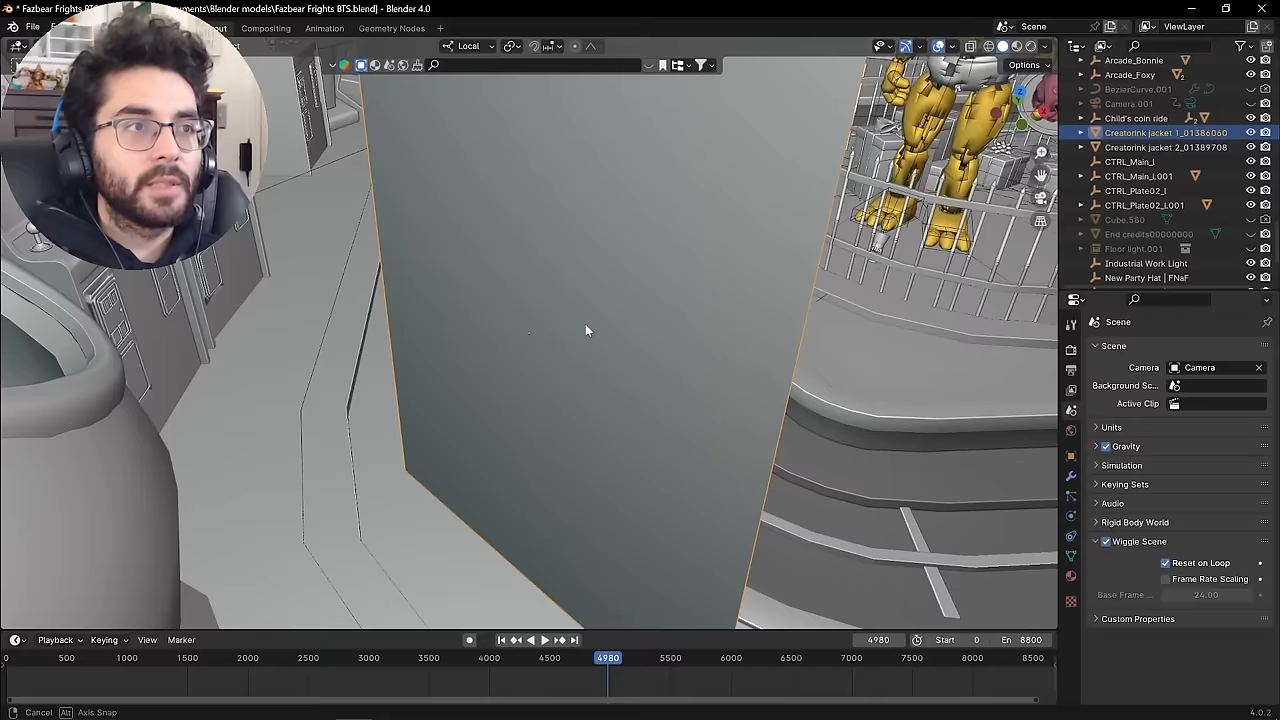 * Fazbear Frights BTS
uments\Blender models\Fazbear Frights BTS.blend] - Blender 4.0
File
out
Compositing
Animation
Geometry Nodes
Scene
ViewLayer
Local
Options
Arcade_Bonnie
Arcade_Foxy
BezierCurve.001
Camera.001
Child's coin ride
Creatorink jacket 1_01386060
Creatorink jacket 2_01389708
CTRL_Main_l
CTRL_Main_l.001
CTRL_Plate02_l
CTRL_Plate02_l.001
Cube.580
End credits00000000
Floor light.001
Industrial Work Light
New Party Hat | FNaF
Scene
Scene
Camera
Camera
Background Sc...
Active Clip
Units
Gravity
Simulation
Keying Sets
Audio
Rigid Body World
Wiggle Scene
Reset on Loop
Frame Rate Scaling
Base Frame ...
24.00
Custom Properties
Playback
Keying
View
Marker
4980
Start
0
En
8800
0
500
1000
1500
2000
2500
3000
3500
4000
4500
4980
5500
6000
6500
7000
7500
8000
8500
Cancel
Alt
Axis Snap
4.0.2